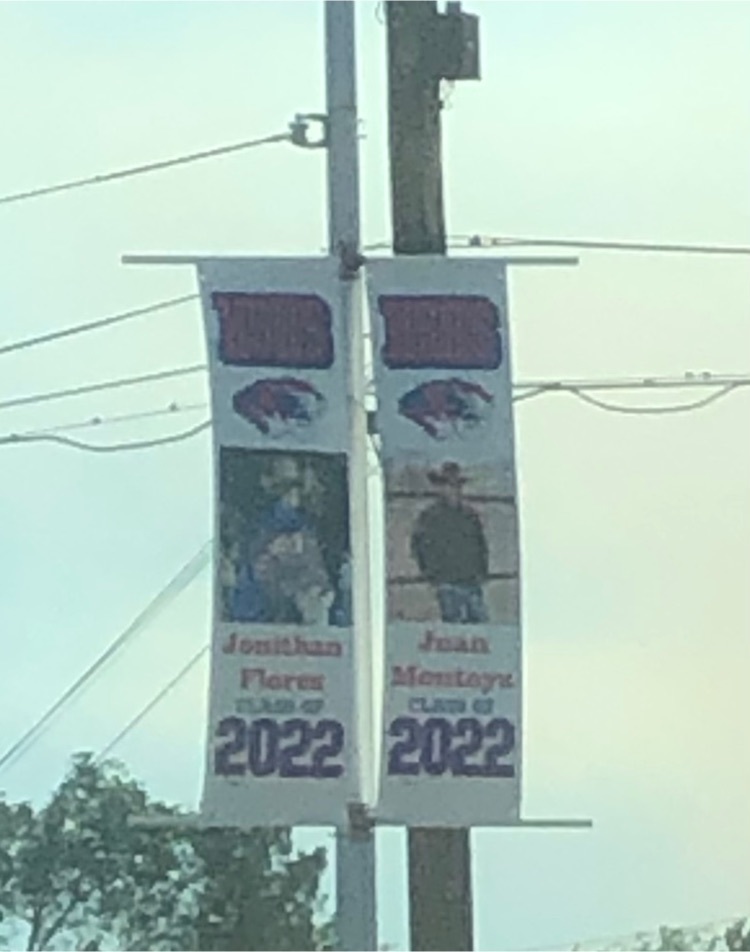 Jonithan
Flores
CLASS OF
2022
Juan
Montoya
CLASS OF
2022